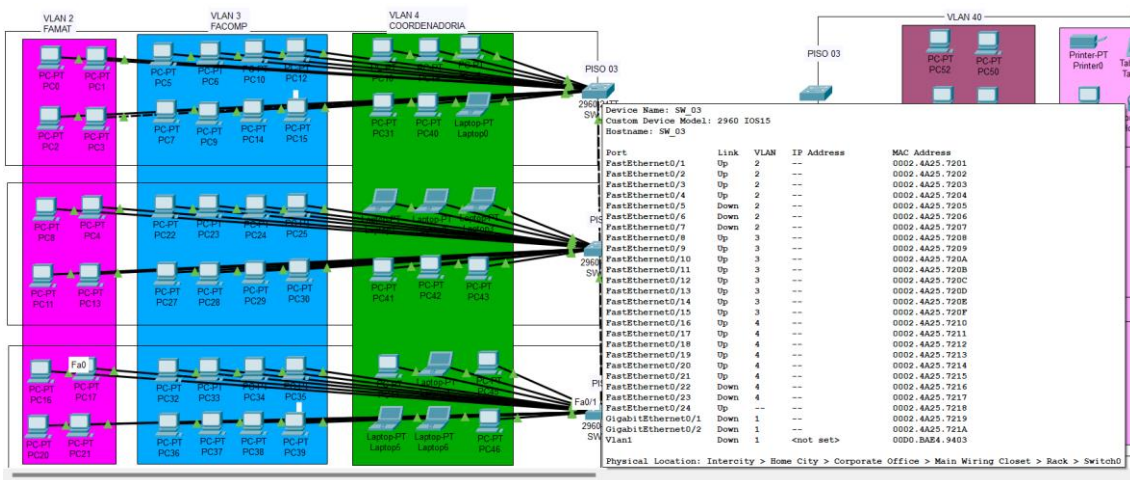 VLAN 2
FAMAT
VLAN 3
FACOMP
VLAN 4
COORDENADORIA
VLAN 40
PISO 03
PISO 03
PC-PT
PC0
PC-PT
PC1
PC-PT
PC5
PC-PT
PC6
PC-PT
PC10
PC-PT
PC12
PC-PT
PC52
PC-PT
PC50
Printer-PT
Printer0
PC-PT
PC2
PC-PT
PC3
PC-PT
PC7
PC-PT
PC9
PC-PT
PC14
PC-PT
PC15
PC-PT
PC31
PC-PT
PC40
Laptop-PT
Laptop0
Device Name: SW_03
Custom Device Model: 2960 IOS15
Hostname: SW_03
Port Link VLAN IP Address MAC Address
FastEthernet0/1 Up 2 -- 0002.4A25.7201
FastEthernet0/2 Up 2 -- 0002.4A25.7202
FastEthernet0/3 Up 2 -- 0002.4A25.7203
FastEthernet0/4 Up 2 -- 0002.4A25.7204
FastEthernet0/5 Down 2 -- 0002.4A25.7205
FastEthernet0/6 Down 2 -- 0002.4A25.7206
FastEthernet0/7 Down 2 -- 0002.4A25.7207
FastEthernet0/8 Up 3 -- 0002.4A25.7208
FastEthernet0/9 Up 3 -- 0002.4A25.7209
FastEthernet0/10 Up 3 -- 0002.4A25.720A
FastEthernet0/11 Up 3 -- 0002.4A25.720B
FastEthernet0/12 Up 3 -- 0002.4A25.720C
FastEthernet0/13 Up 3 -- 0002.4A25.720D
FastEthernet0/14 Up 3 -- 0002.4A25.720E
FastEthernet0/15 Up 3 -- 0002.4A25.720F
FastEthernet0/16 Up 4 -- 0002.4A25.7210
FastEthernet0/17 Up 4 -- 0002.4A25.7211
FastEthernet0/18 Up 4 -- 0002.4A25.7212
FastEthernet0/19 Up 4 -- 0002.4A25.7213
FastEthernet0/20 Up 4 -- 0002.4A25.7214
FastEthernet0/21 Up 4 -- 0002.4A25.7215
FastEthernet0/22 Down 4 -- 0002.4A25.7216
FastEthernet0/23 Down 4 -- 0002.4A25.7217
FastEthernet0/24 Up -- -- 0002.4A25.7218
GigabitEthernet0/1 Down 1 -- 0002.4A25.7219
GigabitEthernet0/2 Down 1 -- 0002.4A25.721A
Vlan1 Down 1 <not set> 00D0.BAE4.9403
Physical Location: Intercity > Home City > Corporate Office > Main Wiring Closet > Rack > Switch0
PC-PT
PC8
PC-PT
PC4
PC-PT
PC22
PC-PT
PC23
PC-PT
PC24
PC-PT
PC25
PC-PT
PC11
PC-PT
PC13
PC-PT
PC27
PC-PT
PC28
PC-PT
PC29
PC-PT
PC30
PC-PT
PC41
PC-PT
PC42
PC-PT
PC43
Fa0
PC-PT
PC16
PC-PT
PC17
PC-PT
PC32
PC-PT
PC33
PC-PT
PC34
PC-PT
PC35
Laptop-PT
Fa0/1
PC-PT
PC20
PC-PT
PC21
PC-PT
PC36
PC-PT
PC37
PC-PT
PC38
PC-PT
PC39
Laptop-PT
Laptop5
Laptop-PT
Laptop6
PC-PT
PC46